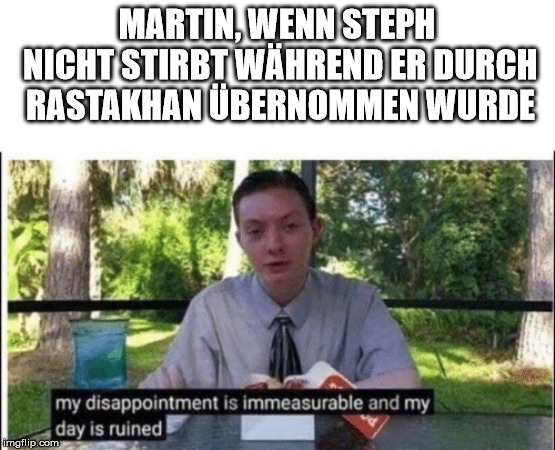 MARTIN, WENN STEPH
NICHT STIRBT WÄHREND ER DURCH
RASTAKHAN ÜBERNOMMEN WURDE
my disappointment is immeasurable and my
day is ruined
imgflip.com